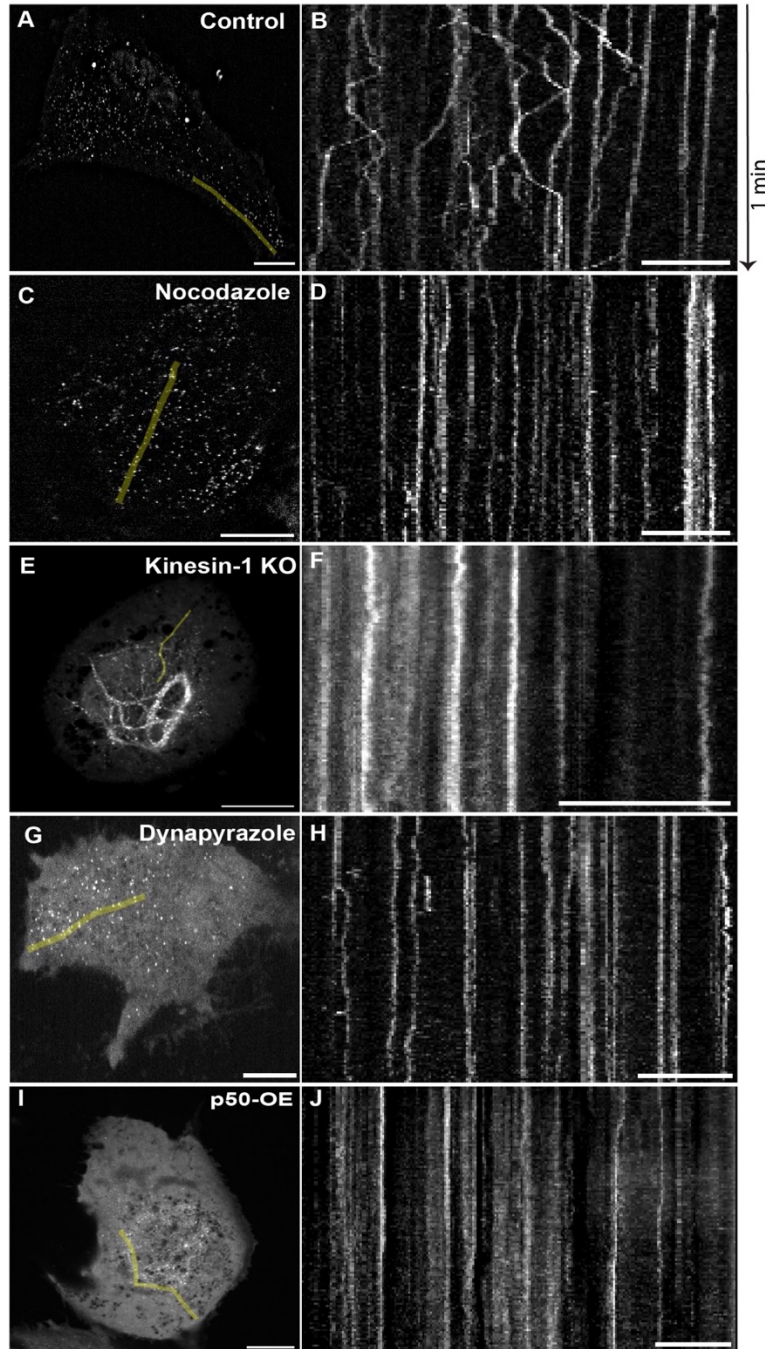 A Control B
1 min
C Nocodazole D
E Kinesin-1 KO F
G Dynapyrazole H
I p50-OE J